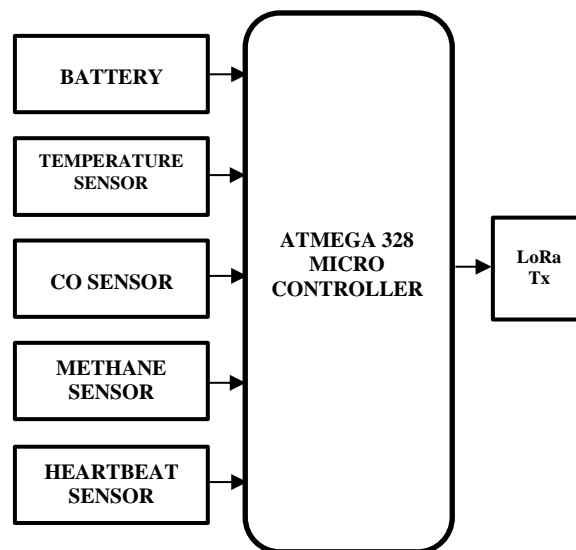 BATTERY
TEMPERATURE
SENSOR
CO SENSOR
METHANE
SENSOR
HEARTBEAT
SENSOR
ATMEGA 328
MICRO
CONTROLLER
LoRa
Tx